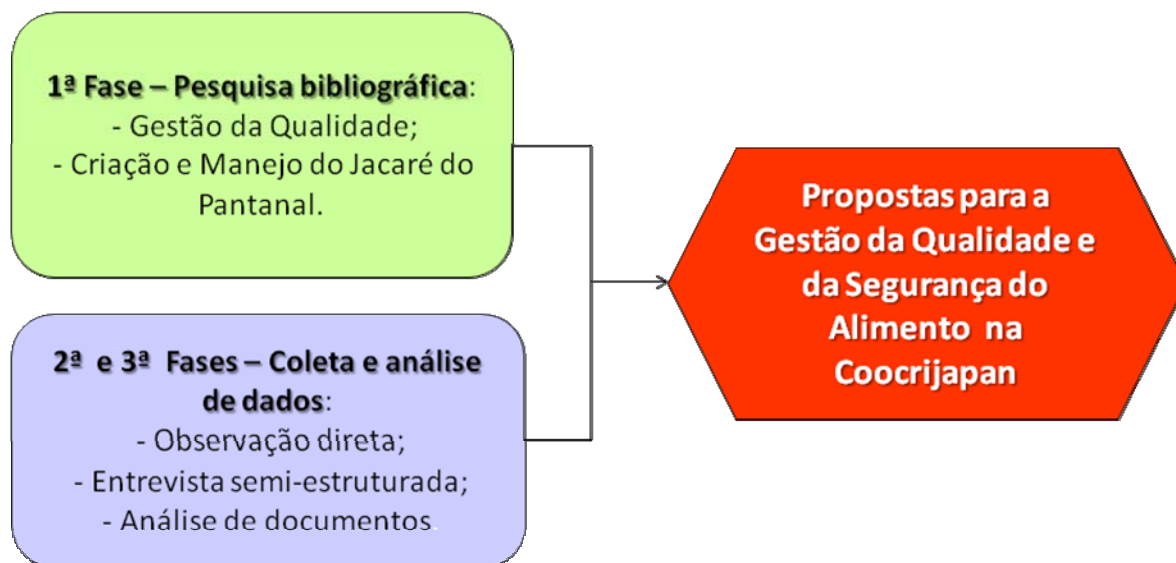 1ª Fase – Pesquisa bibliográfica:
- Gestão da Qualidade;
- Criação e Manejo do Jacaré do
Pantanal.
2ª e 3ª Fases – Coleta e análise
de dados:
- Observação direta;
- Entrevista semi-estruturada;
- Análise de documentos.
Propostas para a
Gestão da Qualidade e
da Segurança do
Alimento na
Coocrijapan